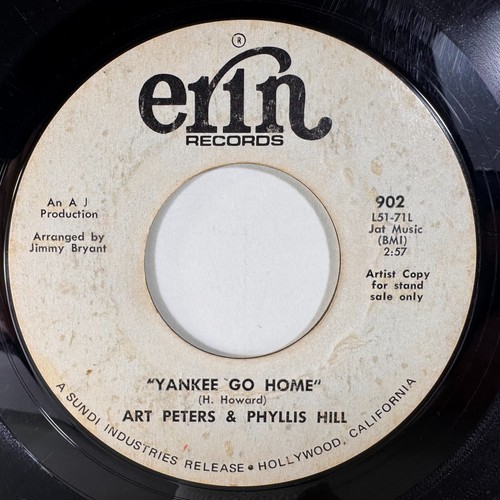 ®
erin
RECORDS
An A J
Production
Arranged by
Jimmy Bryant
902
L51-71L
Jat Music
(BMI)
2:57
Artist Copy
for stand
sale only
"YANKEE GO HOME"
(H. Howard)
ART PETERS & PHYLLIS HILL
A SUNDI INDUSTRIES RELEASE • HOLLYWOOD, CALIFORNIA